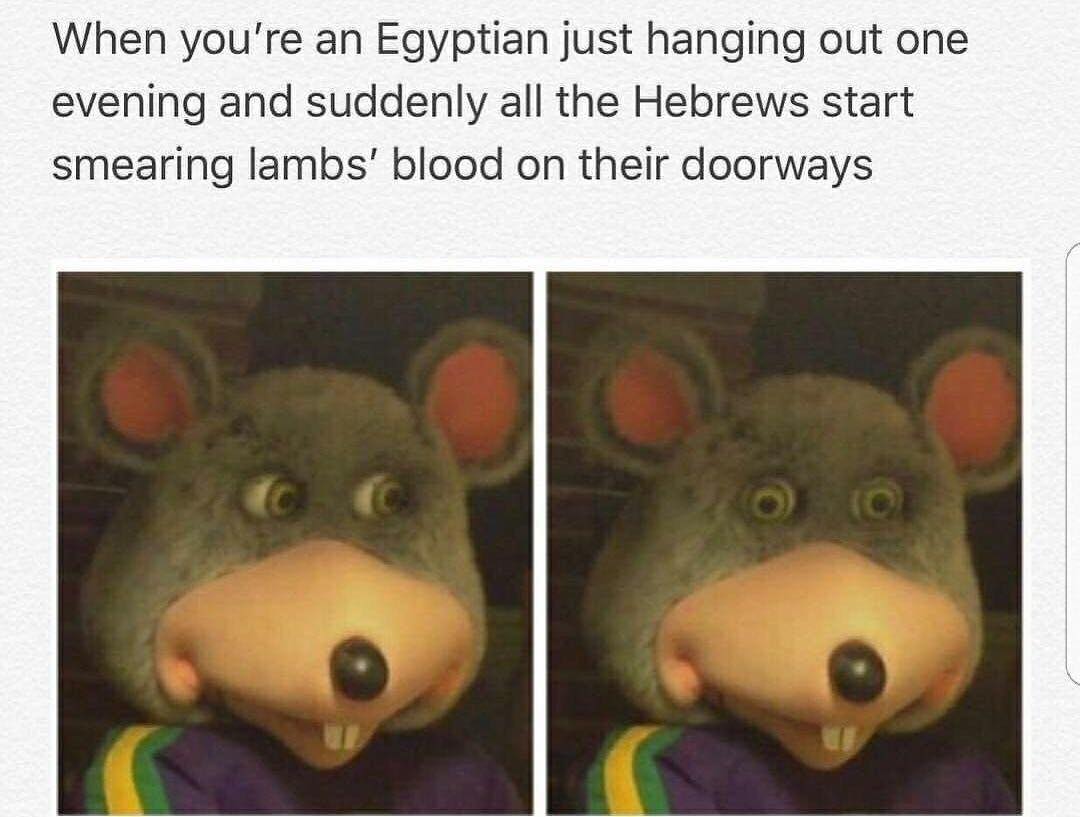 When you're an Egyptian just hanging out one
evening and suddenly all the Hebrews start
smearing lambs' blood on their doorways